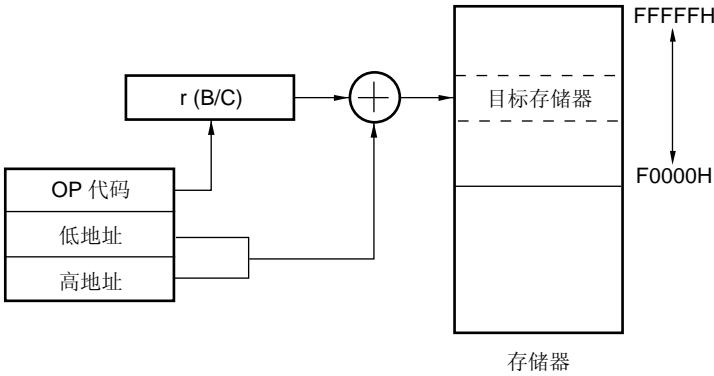 FFFFFH
r (B/C)
目标存储器
F0000H
OP 代码
低地址
高地址
存储器